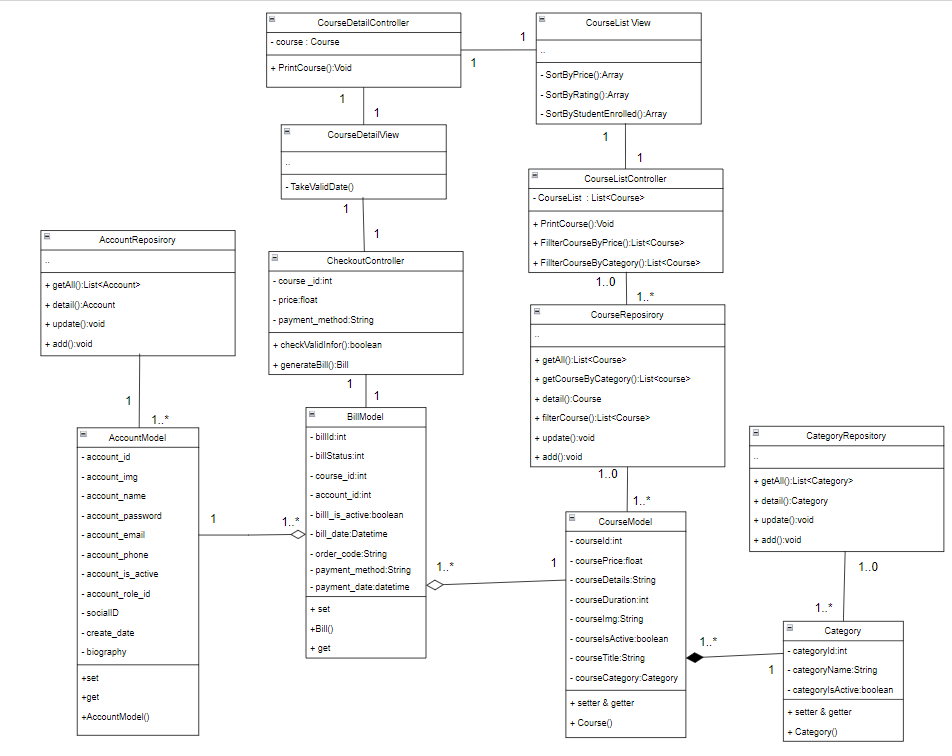 CourseDetailController
- course : Course
+ PrintCourse():Void
1
1
CourseList View
..
- SortByPrice():Array
- SortByRating():Array
- SortByStudentEnrolled():Array
1
1
CourseDetailView
..
- TakeValidDate()
1
1
CourseListController
- CourseList : List<Course>
+ PrintCourse():Void
+ FillterCourseByPrice():List<Course>
+ FillterCourseByCategory():List<Course>
1
1
AccountReposirory
..
+ getAll():List<Account>
+ detail():Account
+ update():void
+ add():void
1
1..*
CheckoutController
- course _id:int
- price:float
- payment_method:String
+ checkValidInfor():boolean
+ generateBill():Bill
1
1
1..0
1..*
CourseReposirory
..
+ getAll():List<Course>
+ getCourseByCategory():List<course>
+ detail():Course
+ filterCourse():List<Course>
+ update():void
+ add():void
1..0
1..*
AccountModel
- account_id
- account_img
- account_name
- account_password
- account_email
- account_phone
- account_is_active
- account_role_id
- socialID
- create_date
- biography
+set
+get
+AccountModel()
1
1..*
BillModel
- billId:int
- billStatus:int
- course_id:int
- account_id:int
- billl_is_active:boolean
- bill_date:Datetime
- order_code:String
- payment_method:String
- payment_date:datetime
+ set
+Bill()
+ get
1..*
1
CourseModel
- courseId:int
- coursePrice:float
- courseDetails:String
- courseDuration:int
- courseImg:String
- courseIsActive:boolean
- courseTitle:String
- courseCategory:Category
+ setter & getter
+ Course()
1..*
1
CategoryRepository
..
+ getAll():List<Category>
+ detail():Category
+ update():void
+ add():void
1..0
1..*
Category
- categoryId:int
- categoryName:String
- categoryIsActive:boolean
+ setter & getter
+ Category()